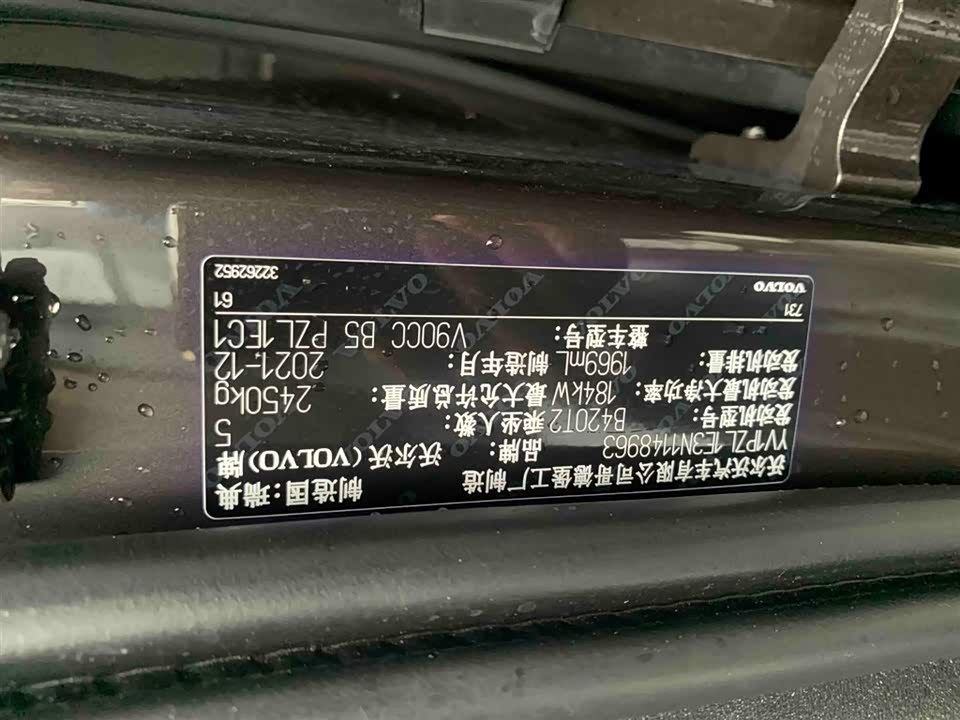 沃尔沃汽车有限公司哥德堡工厂制造 制造国:瑞典
YV1PZL1E3N1148963 品牌: 沃尔沃(VOLVO)牌
发动机型号: B420T2 乘坐人数: 5
发动机最大净功率: 184kW 最大允许总质量: 2450kg
发动机排量: 1969mL 制造年月: 2021-12
整车型号: V90CC B5 PZL1EC1
731 61
VOLVO 32262952